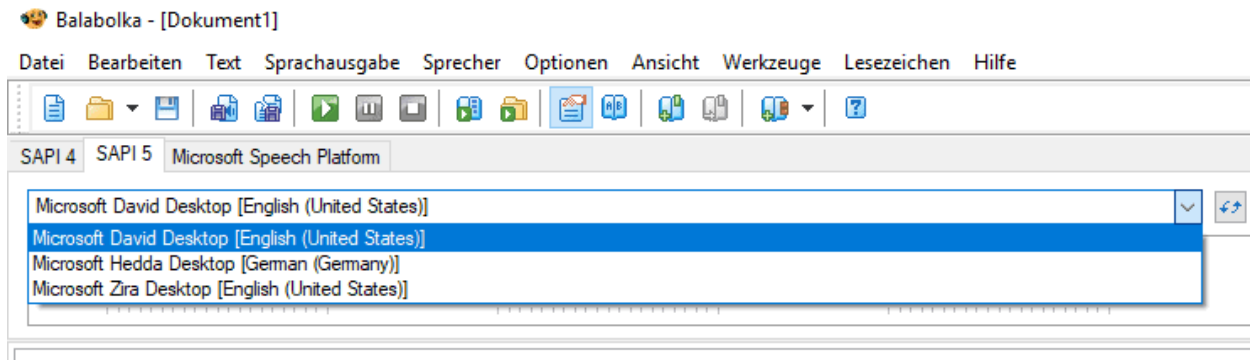 Balabolka - [Dokument1]
Datei Bearbeiten Text Sprachausgabe Sprecher Optionen Ansicht Werkzeuge Lesezeichen Hilfe
SAPI 4 SAPI 5 Microsoft Speech Platform
Microsoft David Desktop [English (United States)]
Microsoft David Desktop [English (United States)]
Microsoft Hedda Desktop [German (Germany)]
Microsoft Zira Desktop [English (United States)]